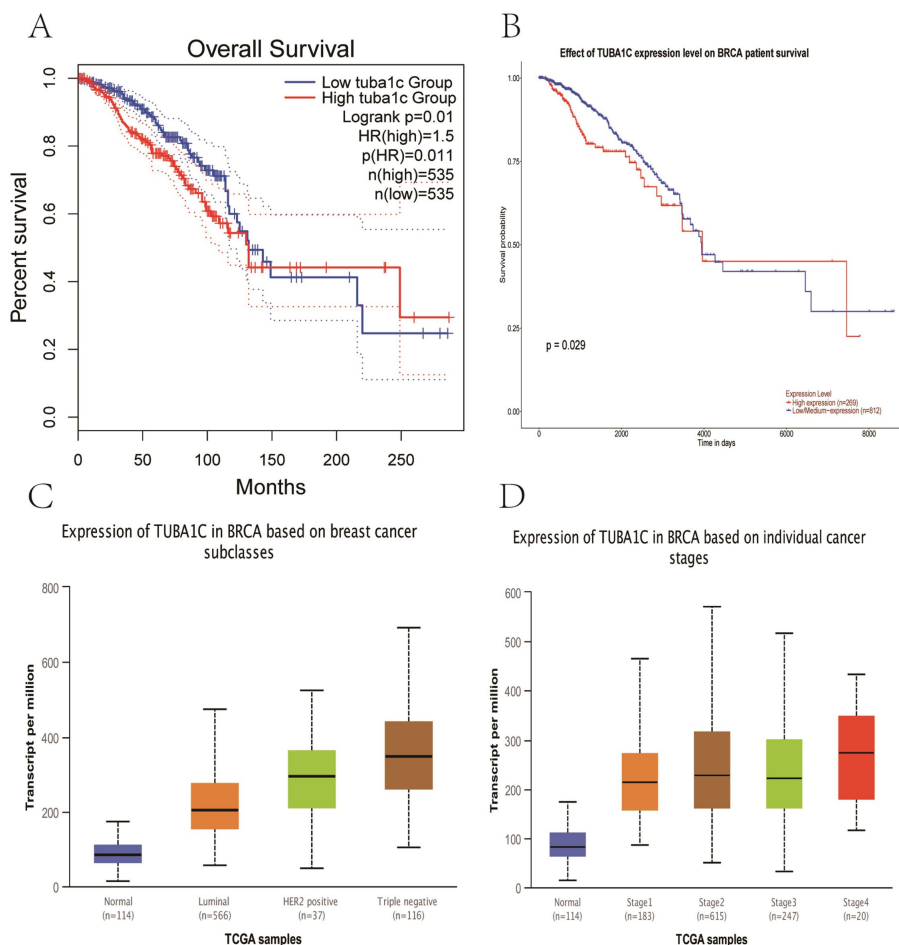 A
Overall Survival
Percent survival
1.0
0.8
0.6
0.4
0.2
0.0
Low tuba1c Group
High tuba1c Group
Logrank p=0.01
HR(high)=1.5
p(HR)=0.011
n(high)=535
n(low)=535
0 50 100 150 200 250
Months
B
Effect of TUBA1C expression level on BRCA patient survival
Survival probability
1.00
0.75
0.50
0.25
0.00
p = 0.029
Expression Level
High expression (n=269)
Low/Medium-expression (n=812)
0 2000 4000 6000 8000
Time in days
C
Expression of TUBA1C in BRCA based on breast cancer
subclasses
Transcript per million
800
600
400
200
0
Normal Luminal HER2 positive Triple negative
(n=114) (n=566) (n=37) (n=116)
TCGA samples
D
Expression of TUBA1C in BRCA based on individual cancer
stages
Transcript per million
600
500
400
300
200
100
0
Normal Stage1 Stage2 Stage3 Stage4
(n=114) (n=183) (n=615) (n=247) (n=20)
TCGA samples